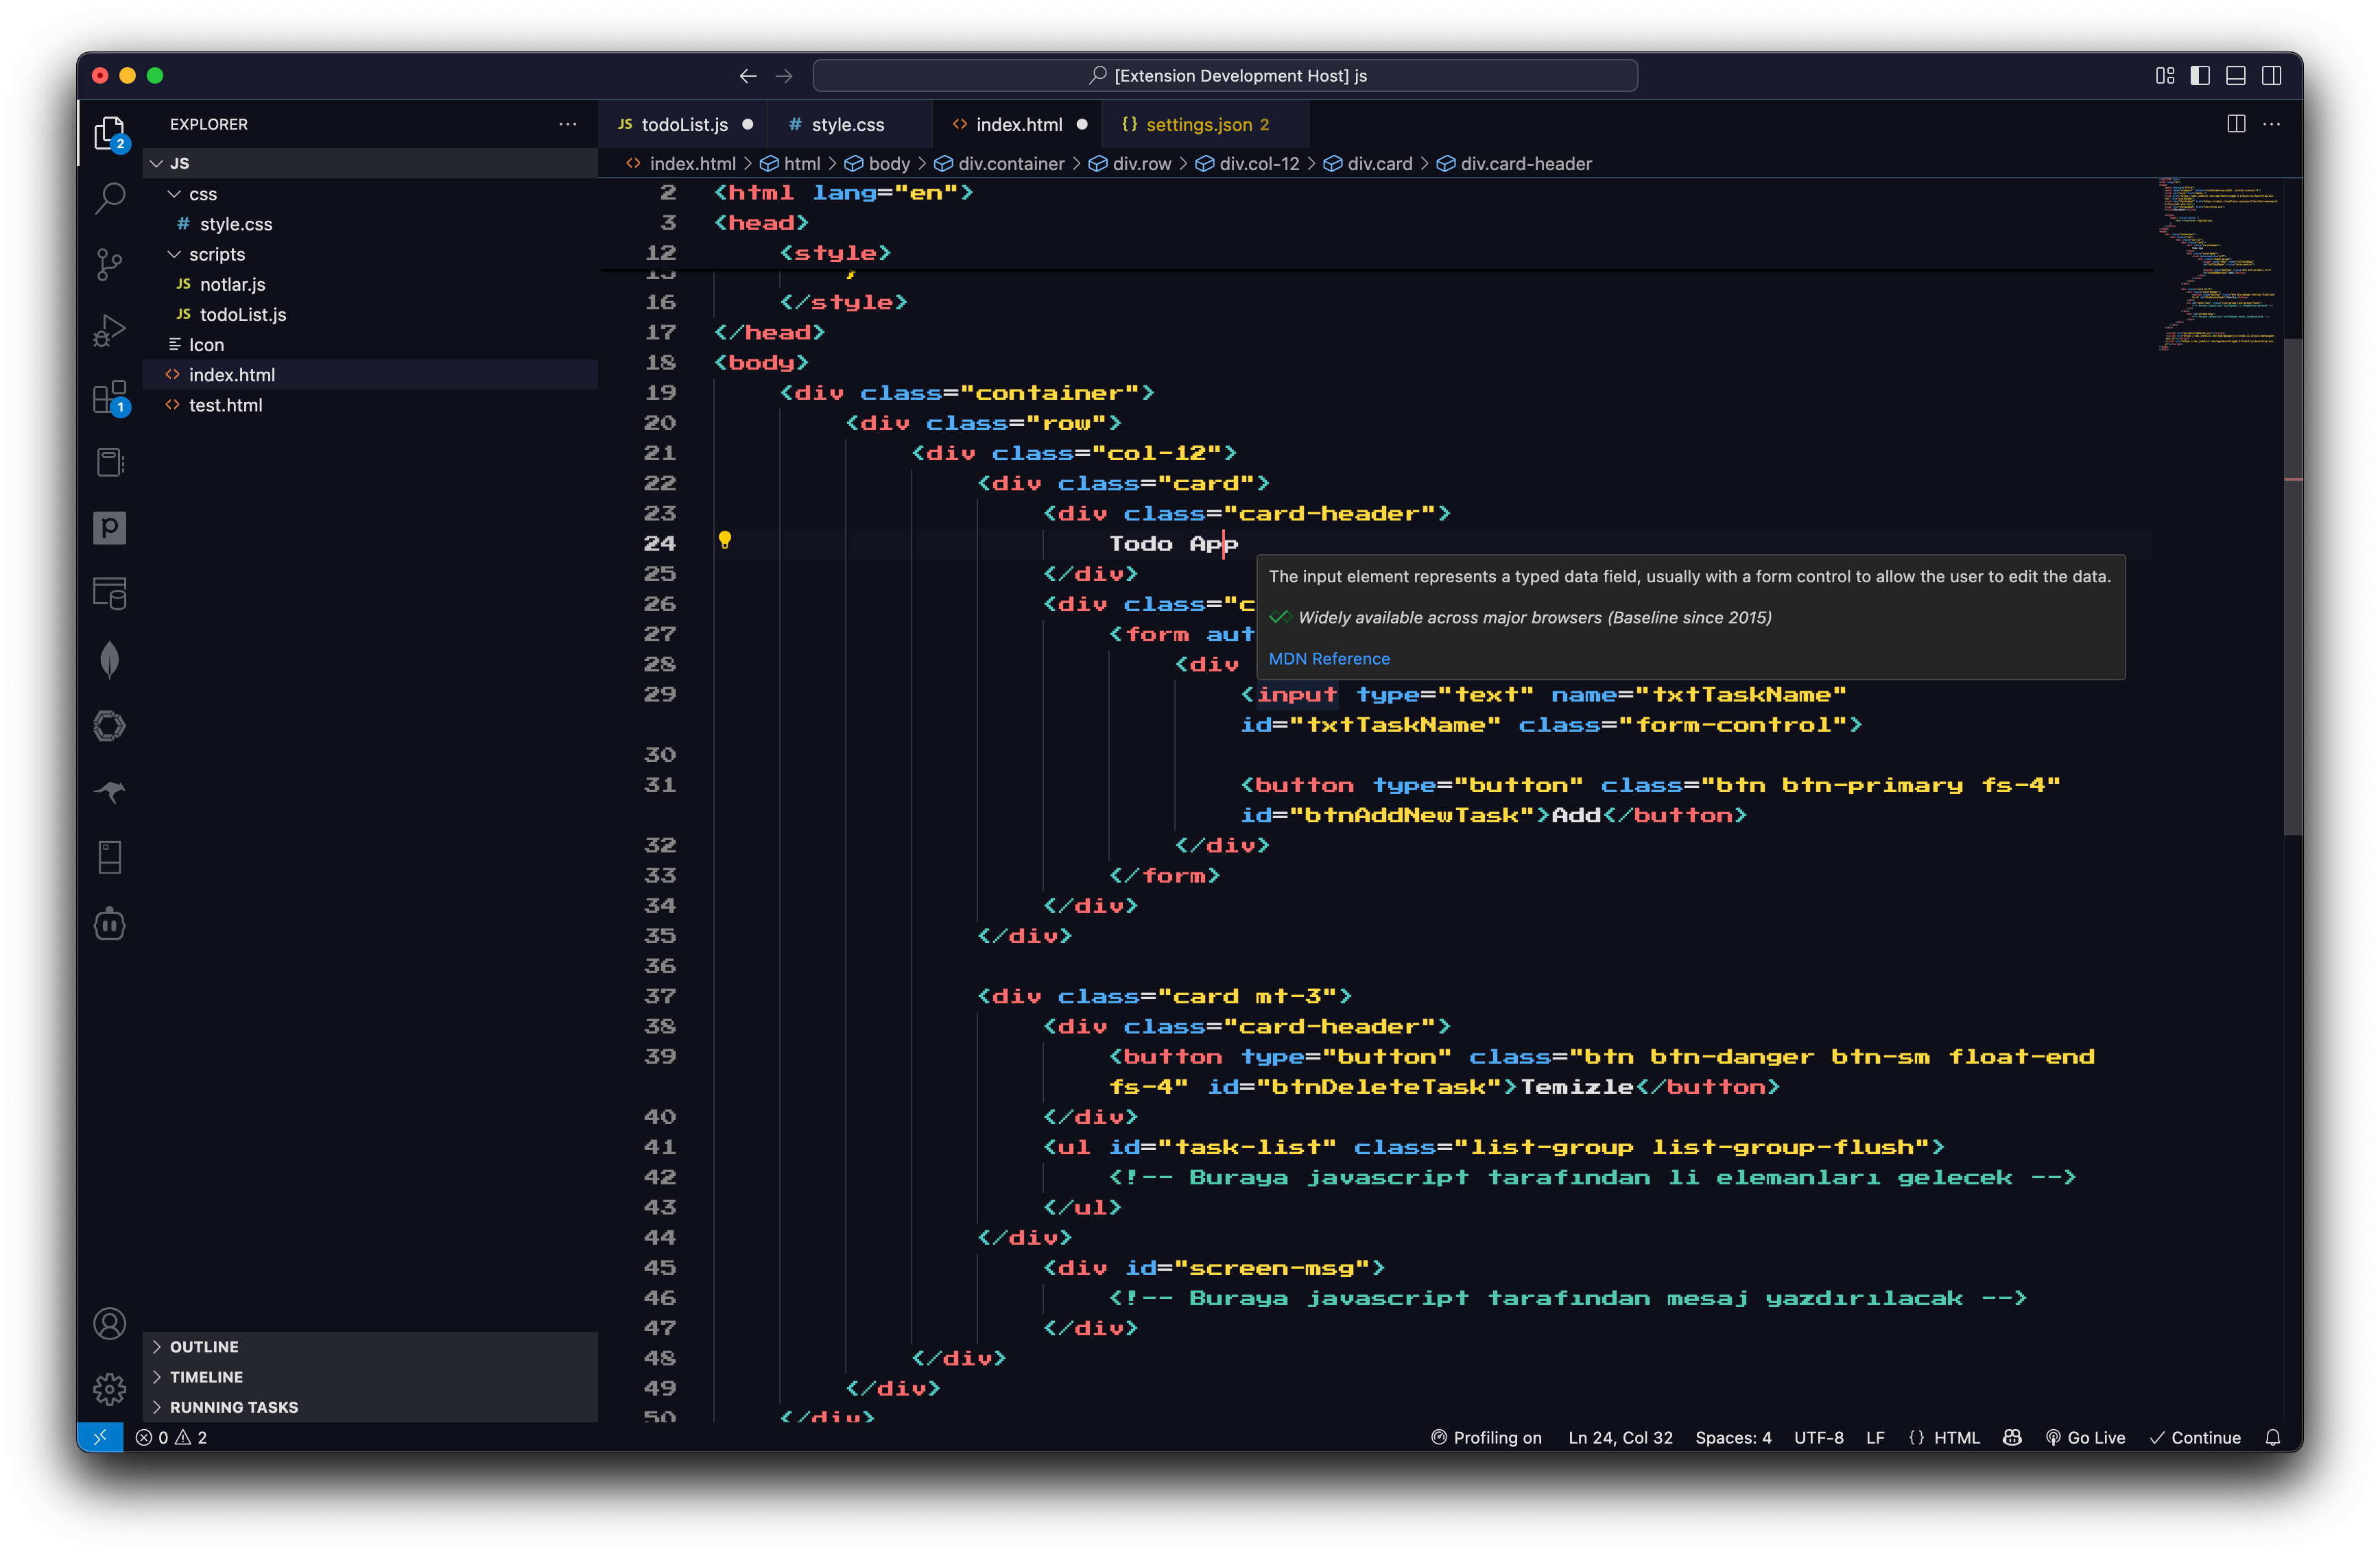 [Extension Development Host] js
EXPLORER
JS
css
style.css
scripts
notlar.js
todoList.js
Icon
index.html
test.html
OUTLINE
TIMELINE
RUNNING TASKS
2
1
JS todoList.js
# style.css
<> index.html
{} settings.json 2
<> index.html > html > body > div.container > div.row > div.col-12 > div.card > div.card-header
2 <html lang="en">
3 <head>
12 <style>
15 }
16 </style>
17 </head>
18 <body>
19 <div class="container">
20 <div class="row">
21 <div class="col-12">
22 <div class="card">
23 <div class="card-header">
24 Todo App
25 </div>
26 <div class="c
27 <form aut
28 <div
The input element represents a typed data field, usually with a form control to allow the user to edit the data.
Widely available across major browsers (Baseline since 2015)
MDN Reference
29 <input type="text" name="txtTaskName"
id="txtTaskName" class="form-control">
30
31 <button type="button" class="btn btn-primary fs-4"
id="btnAddNewTask">Add</button>
32 </div>
33 </form>
34 </div>
35 </div>
36
37 <div class="card mt-3">
38 <div class="card-header">
39 <button type="button" class="btn btn-danger btn-sm float-end
fs-4" id="btnDeleteTask">Temizle</button>
40 </div>
41 <ul id="task-list" class="list-group list-group-flush">
42 <!-- Buraya javascript tarafından li elemanları gelecek -->
43 </ul>
44 </div>
45 <div id="screen-msg">
46 <!-- Buraya javascript tarafından mesaj yazdırılacak -->
47 </div>
48 </div>
49 </div>
50 </div>
0 2
Profiling on Ln 24, Col 32 Spaces: 4 UTF-8 LF {} HTML Go Live Continue